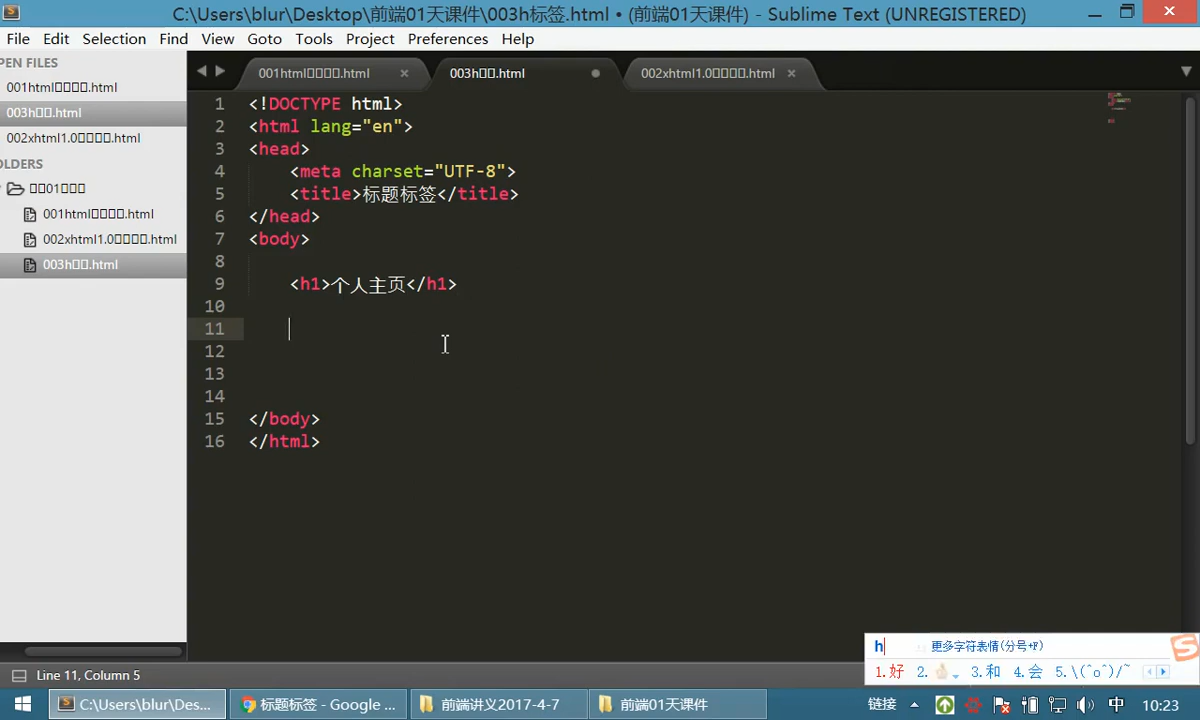 C:\Users\blur\Desktop\前端01天课件\003h标签.html • (前端01天课件) - Sublime Text (UNREGISTERED)
File Edit Selection Find View Goto Tools Project Preferences Help
PEN FILES
001html□□□□.html
003h□□.html
002xhtml1.0□□□□.html
OLDERS
□□01□□□
001html□□□□.html
002xhtml1.0□□□□.html
003h□□.html
001html□□□□.html
003h□□.html
002xhtml1.0□□□□.html
1 <!DOCTYPE html>
2 <html lang="en">
3 <head>
4 <meta charset="UTF-8">
5 <title>标题标签</title>
6 </head>
7 <body>
8
9 <h1>个人主页</h1>
10
11
12
13
14
15 </body>
16 </html>
h 更多字符表情(分号+F)
1.好 2. 3.和 4.会 5.\(^o^)/~
Line 11, Column 5
C:\Users\blur\Des...
标题标签 - Google ...
前端讲义2017-4-7
前端01天课件
链接
中
10:23